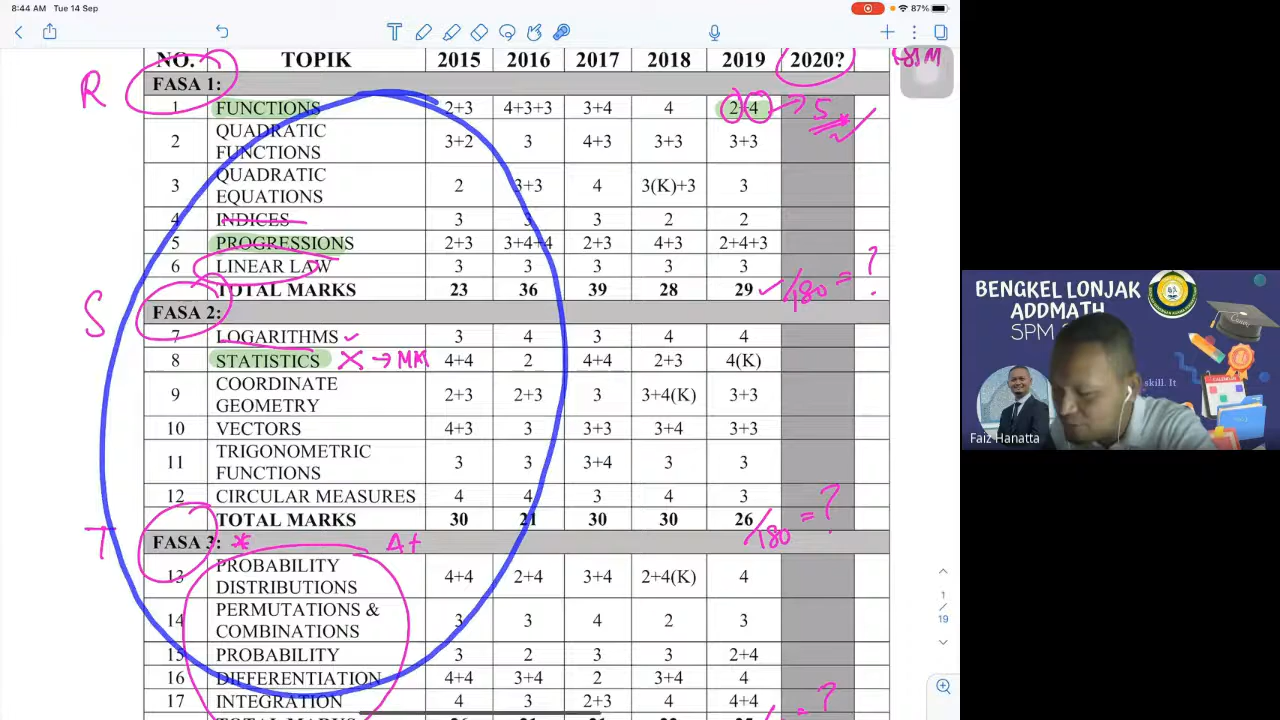 8:44 AM Tue 14 Sep
87%
NO. TOPIK 2015 2016 2017 2018 2019 2020?
R
FASA 1:
1 FUNCTIONS 2+3 4+3+3 3+4 4 2+4 → 5
2 QUADRATIC FUNCTIONS 3+2 3 4+3 3+3 3+3
3 QUADRATIC EQUATIONS 2 3+3 4 3(K)+3 3
4 INDICES 3 3 3 2 2
5 PROGRESSIONS 2+3 3+4+4 2+3 4+3 2+4+3
6 LINEAR LAW 3 3 3 3 3
TOTAL MARKS 23 36 39 28 29 /180 = ?
S
FASA 2:
7 LOGARITHMS 3 4 3 4 4
8 STATISTICS X → MM 4+4 2 4+4 2+3 4(K)
9 COORDINATE GEOMETRY 2+3 2+3 3 3+4(K) 3+3
10 VECTORS 4+3 3 3+3 3+4 3+3
11 TRIGONOMETRIC FUNCTIONS 3 3 3+4 3 3
12 CIRCULAR MEASURES 4 4 3 4 3
TOTAL MARKS 30 21 30 30 26 /180 = ?
T
FASA 3: * A+
13 PROBABILITY DISTRIBUTIONS 4+4 2+4 3+4 2+4(K) 4
14 PERMUTATIONS & COMBINATIONS 3 3 4 2 3
15 PROBABILITY 3 2 3 3 2+4
16 DIFFERENTIATION 4+4 3+4 2 3+4 4
17 INTEGRATION 4 3 2+3 4 4+4
= ?
1
/
19
BENGKEL LONJAK
ADDMATH
SPM
skill. It
Faiz Hanatta